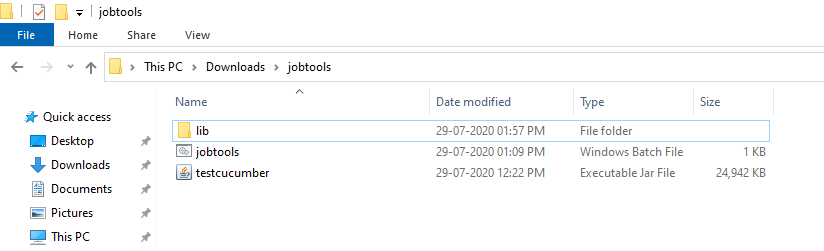 jobtools
File Home Share View
This PC Downloads jobtools
Name Date modified Type Size
Quick access
lib 29-07-2020 01:57 PM File folder
Desktop
jobtools 29-07-2020 01:09 PM Windows Batch File 1 KB
Downloads
testcucumber 29-07-2020 12:22 PM Executable Jar File 24,942 KB
Documents
Pictures
This PC